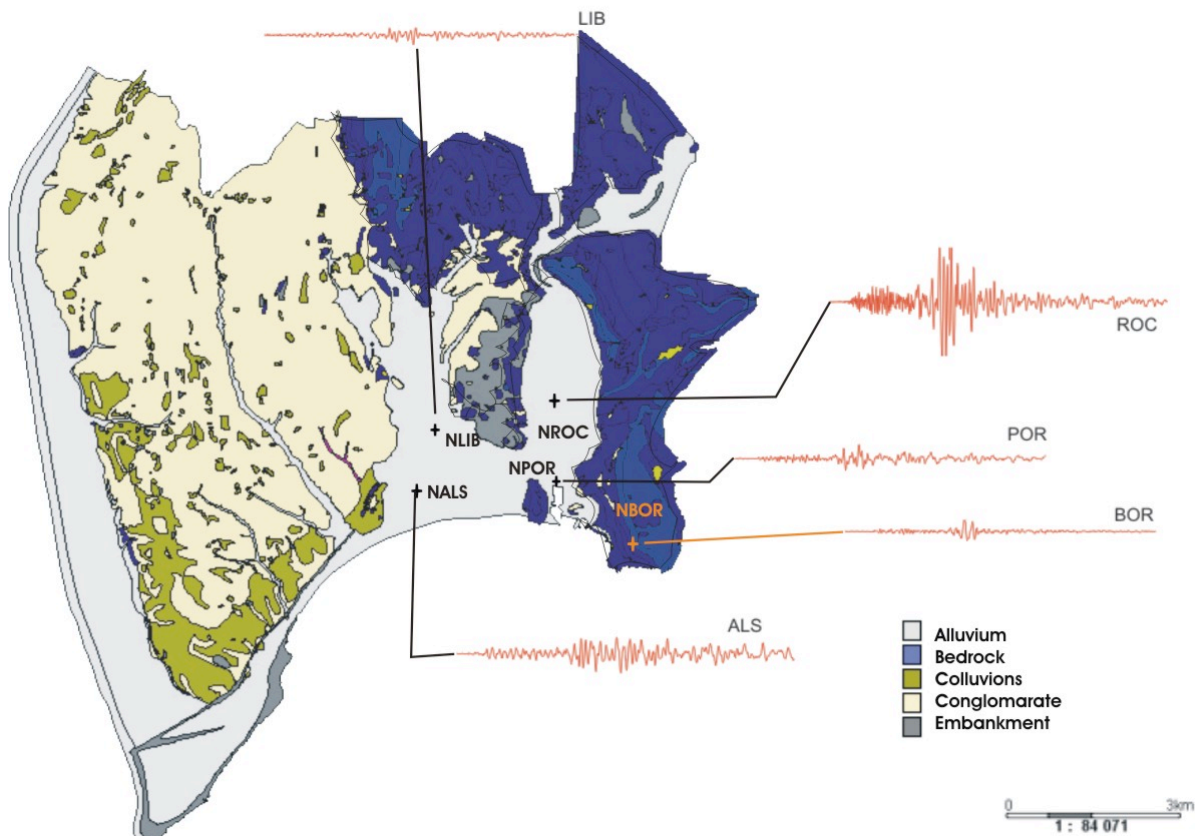 LIB
ROC
NROC
NLIB
POR
NPOR
NALS
NBOR
BOR
ALS
Alluvium
Bedrock
Colluvions
Conglomarate
Embankment
0 3km
1 : 84 071